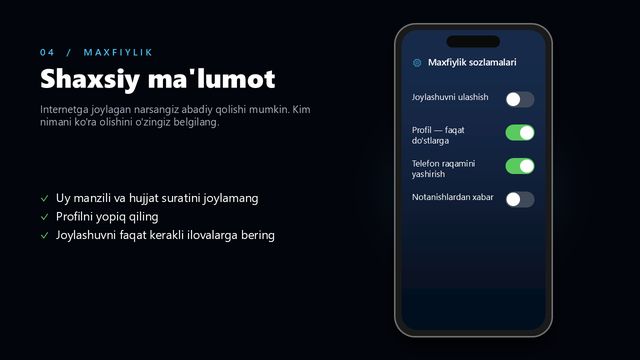 04 / MAXFIYLIK
Shaxsiy ma'lumot
Internetga joylagan narsangiz abadiy qolishi mumkin. Kim
nimani ko'ra olishini o'zingiz belgilang.
Uy manzili va hujjat suratini joylamang
Profilni yopiq qiling
Joylashuvni faqat kerakli ilovalarga bering
Maxfiylik sozlamalari
Joylashuvni ulashish
Profil — faqat
do'stlarga
Telefon raqamini
yashirish
Notanishlardan xabar